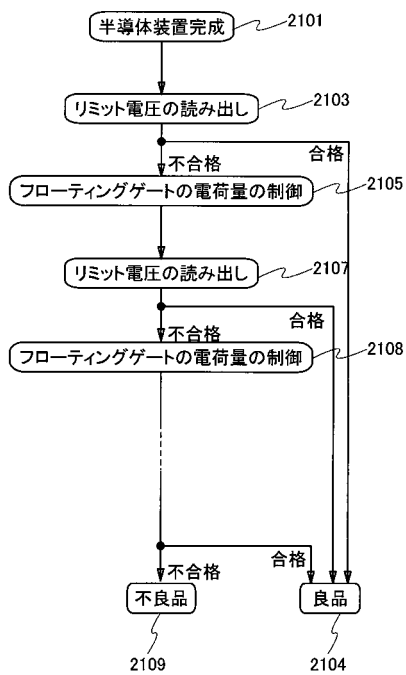 半導体装置完成
2101
リミット電圧の読み出し
2103
不合格
合格
フローティングゲートの電荷量の制御
2105
リミット電圧の読み出し
2107
不合格
合格
フローティングゲートの電荷量の制御
2108
不合格
合格
不良品
良品
2109
2104